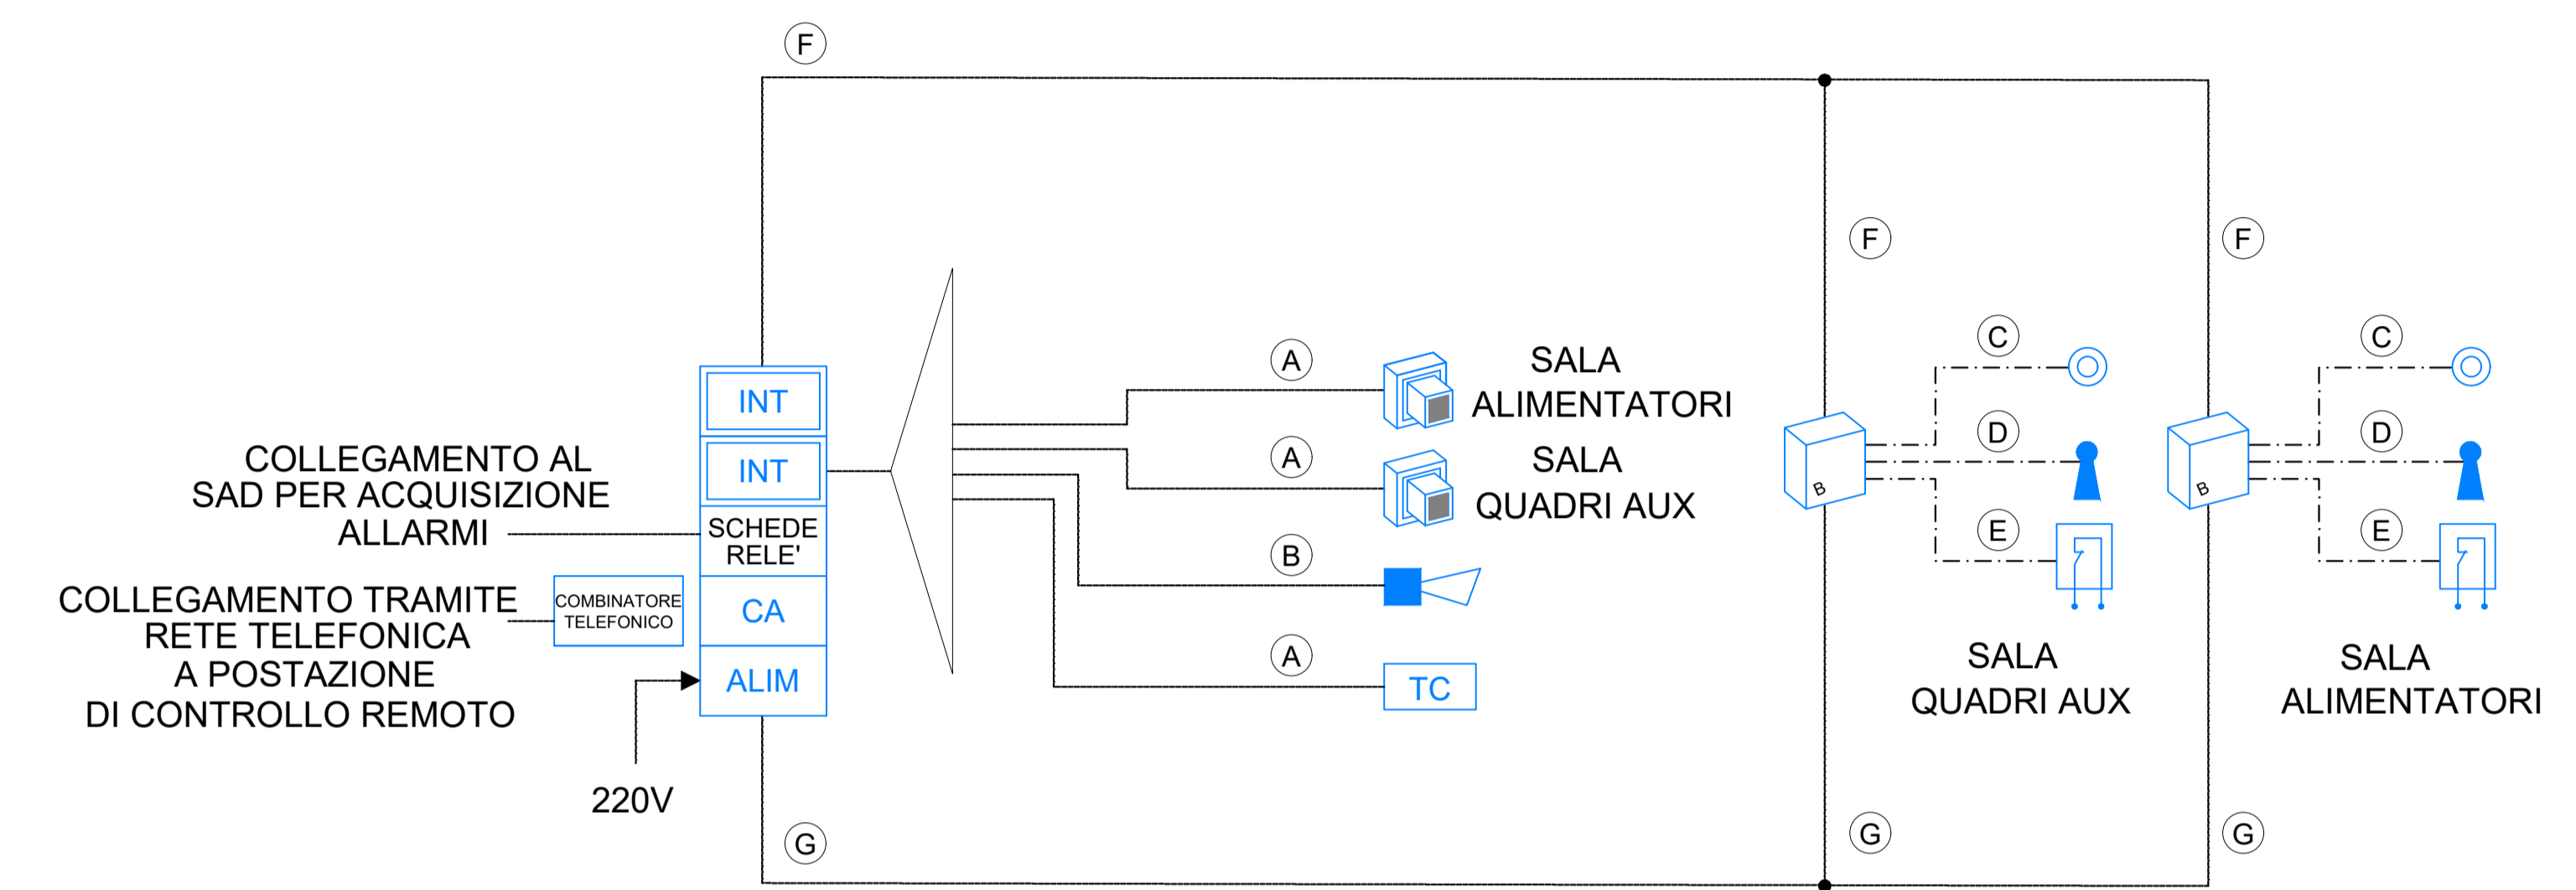 F
COLLEGAMENTO AL
SAD PER ACQUISIZIONE
ALLARMI
COLLEGAMENTO TRAMITE
RETE TELEFONICA
A POSTAZIONE
DI CONTROLLO REMOTO
COMBINATORE
TELEFONICO
220V
INT
INT
SCHEDE
RELE'
CA
ALIM
G
A
SALA
ALIMENTATORI
A
SALA
QUADRI AUX
B
A
TC
F
B
C
D
E
SALA
QUADRI AUX
G
F
B
C
D
E
SALA
ALIMENTATORI
G